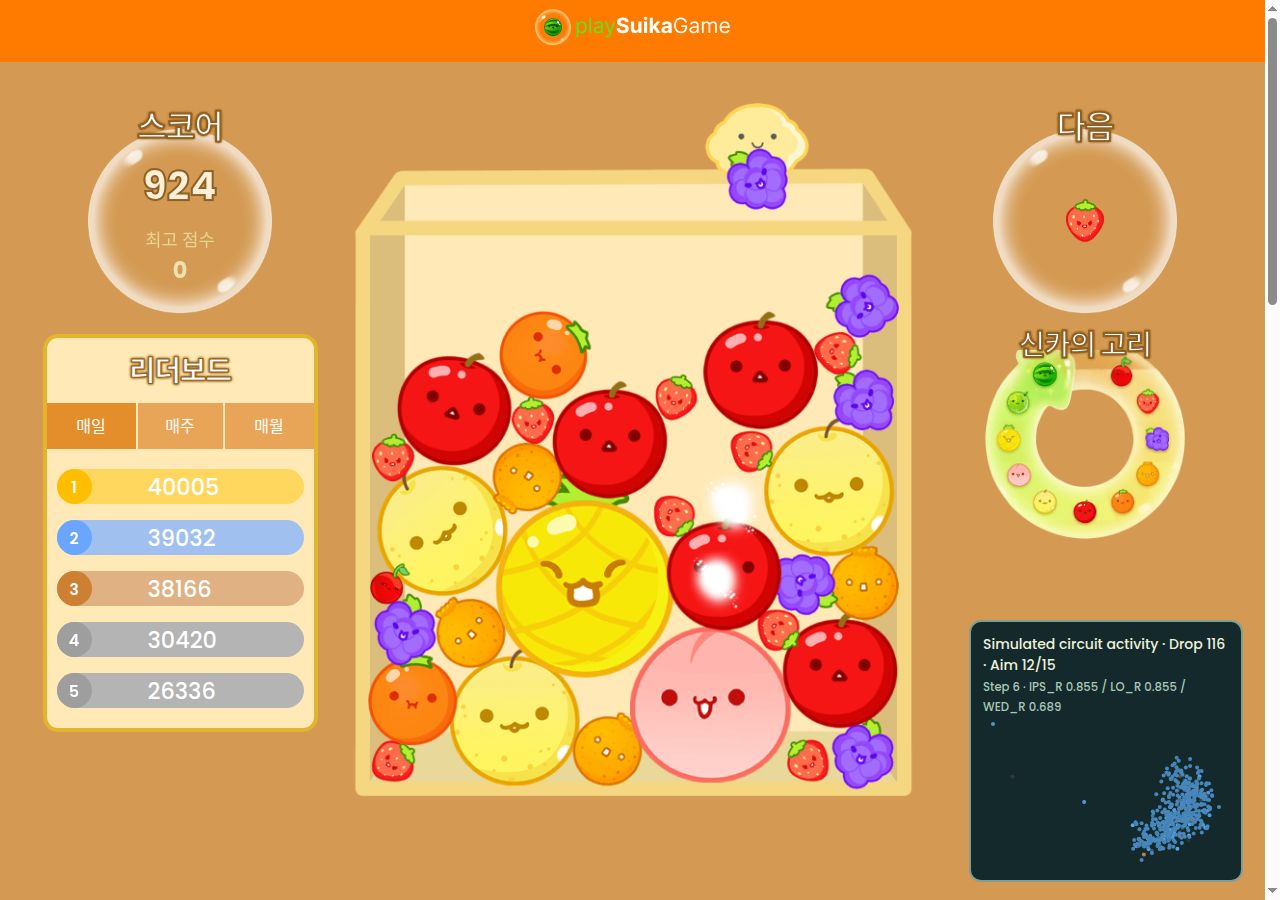 playSuikaGame
스코어
924
최고 점수
0
다음
신카의 고리
리더보드
매일 매주 매월
1 40005
2 39032
3 38166
4 30420
5 26336
Simulated circuit activity · Drop 116
· Aim 12/15
Step 6 · IPS_R 0.855 / LO_R 0.855 /
WED_R 0.689